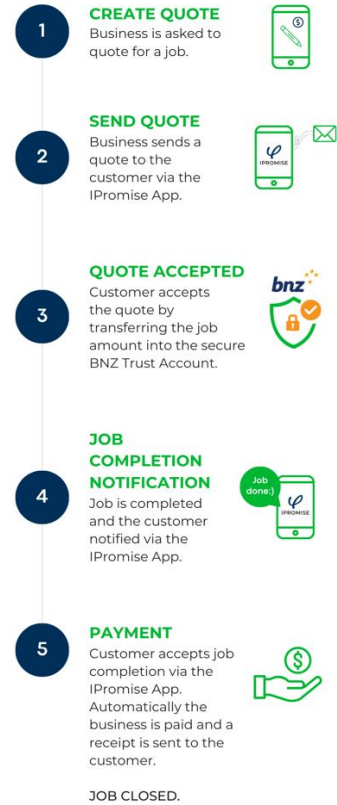 1
CREATE QUOTE
Business is asked to
quote for a job.
$
2
SEND QUOTE
Business sends a
quote to the
customer via the
IPromise App.
IPROMISE
3
QUOTE ACCEPTED
Customer accepts
the quote by
transferring the job
amount into the secure
BNZ Trust Account.
bnz
4
JOB
COMPLETION
NOTIFICATION
Job is completed
and the customer
notified via the
IPromise App.
Job
done:)
IPROMISE
5
PAYMENT
Customer accepts job
completion via the
IPromise App.
Automatically the
business is paid and a
receipt is sent to the
customer.
$
JOB CLOSED.